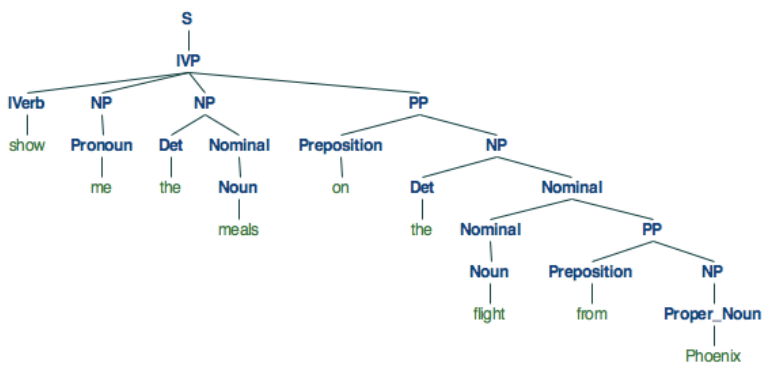 S
IVP
IVerb NP NP PP
show Pronoun Det Nominal Preposition NP
me the Noun on Det Nominal
meals the Nominal PP
Noun Preposition NP
flight from Proper_Noun
Phoenix